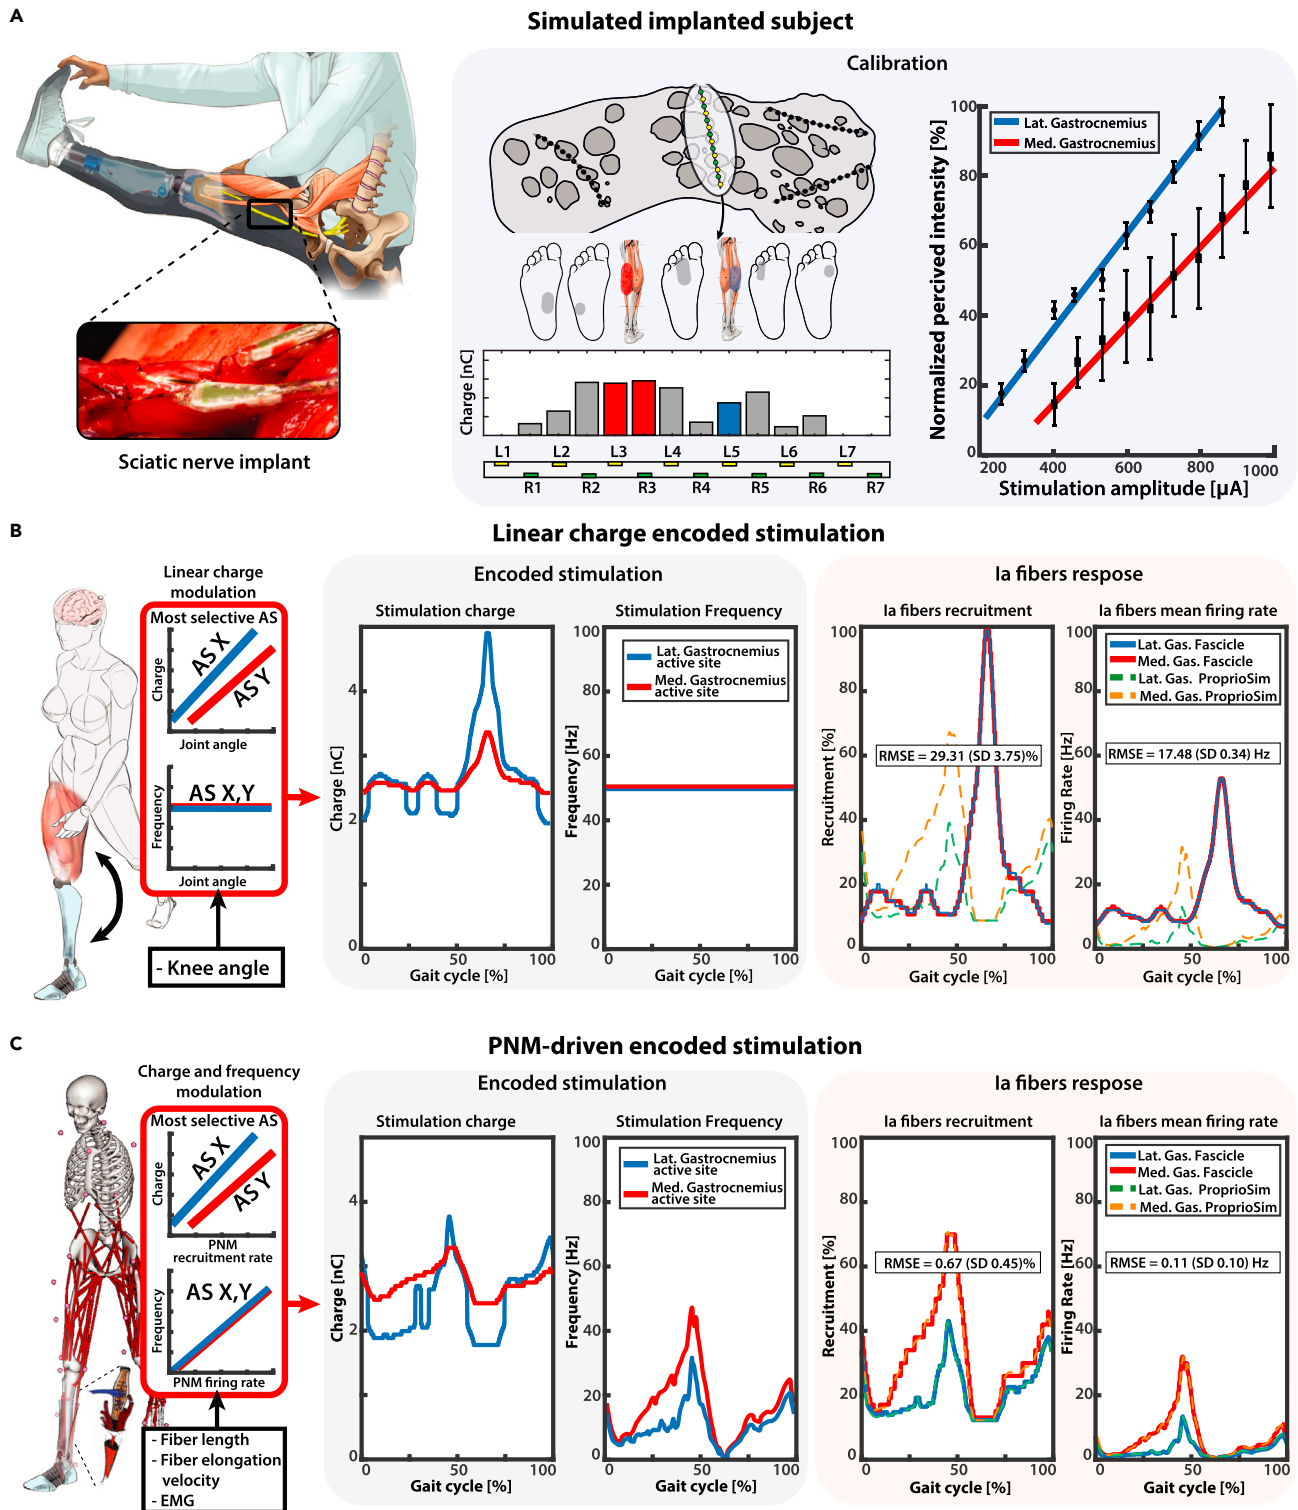 A
Simulated implanted subject
Sciatic nerve implant
Calibration
Charge [nC]
L1 L2 L3 L4 L5 L6 L7
R1 R2 R3 R4 R5 R6 R7
Normalized percived intensity [%]
100
80
60
40
20
0
Lat. Gastrocnemius
Med. Gastrocnemius
200 400 600 800 1000
Stimulation amplitude [µA]
B
Linear charge encoded stimulation
Linear charge
modulation
Most selective AS
Charge
AS X
AS Y
Joint angle
Frequency
AS X,Y
Joint angle
- Knee angle
Encoded stimulation
Stimulation charge
Charge [nC]
4
2
0
0 50 100
Gait cycle [%]
Stimulation Frequency
Frequency [Hz]
100
80
60
40
20
0
Lat. Gastrocnemius
active site
Med. Gastrocnemius
active site
0 50 100
Gait cycle [%]
Ia fibers respose
Ia fibers recruitment
Recruitment [%]
100
80
60
40
20
0
RMSE = 29.31 (SD 3.75)%
0 50 100
Gait cycle [%]
Ia fibers mean firing rate
Firing Rate [Hz]
100
80
60
40
20
0
Lat. Gas. Fascicle
Med. Gas. Fascicle
Lat. Gas. ProprioSim
Med. Gas. ProprioSim
RMSE = 17.48 (SD 0.34) Hz
0 50 100
Gait cycle [%]
C
PNM-driven encoded stimulation
Charge and frequency
modulation
Most selective AS
Charge
AS X
AS Y
PNM
recruitment rate
Frequency
AS X,Y
PNM firing rate
- Fiber length
- Fiber elongation
velocity
- EMG
Encoded stimulation
Stimulation charge
Charge [nC]
4
2
0
0 50 100
Gait cycle [%]
Stimulation Frequency
Frequency [Hz]
100
80
60
40
20
0
Lat. Gastrocnemius
active site
Med. Gastrocnemius
active site
0 50 100
Gait cycle [%]
Ia fibers respose
Ia fibers recruitment
Recruitment [%]
100
80
60
40
20
0
RMSE = 0.67 (SD 0.45)%
0 50 100
Gait cycle [%]
Ia fibers mean firing rate
Firing Rate [Hz]
100
80
60
40
20
0
Lat. Gas. Fascicle
Med. Gas. Fascicle
Lat. Gas. ProprioSim
Med. Gas. ProprioSim
RMSE = 0.11 (SD 0.10) Hz
0 50 100
Gait cycle [%]